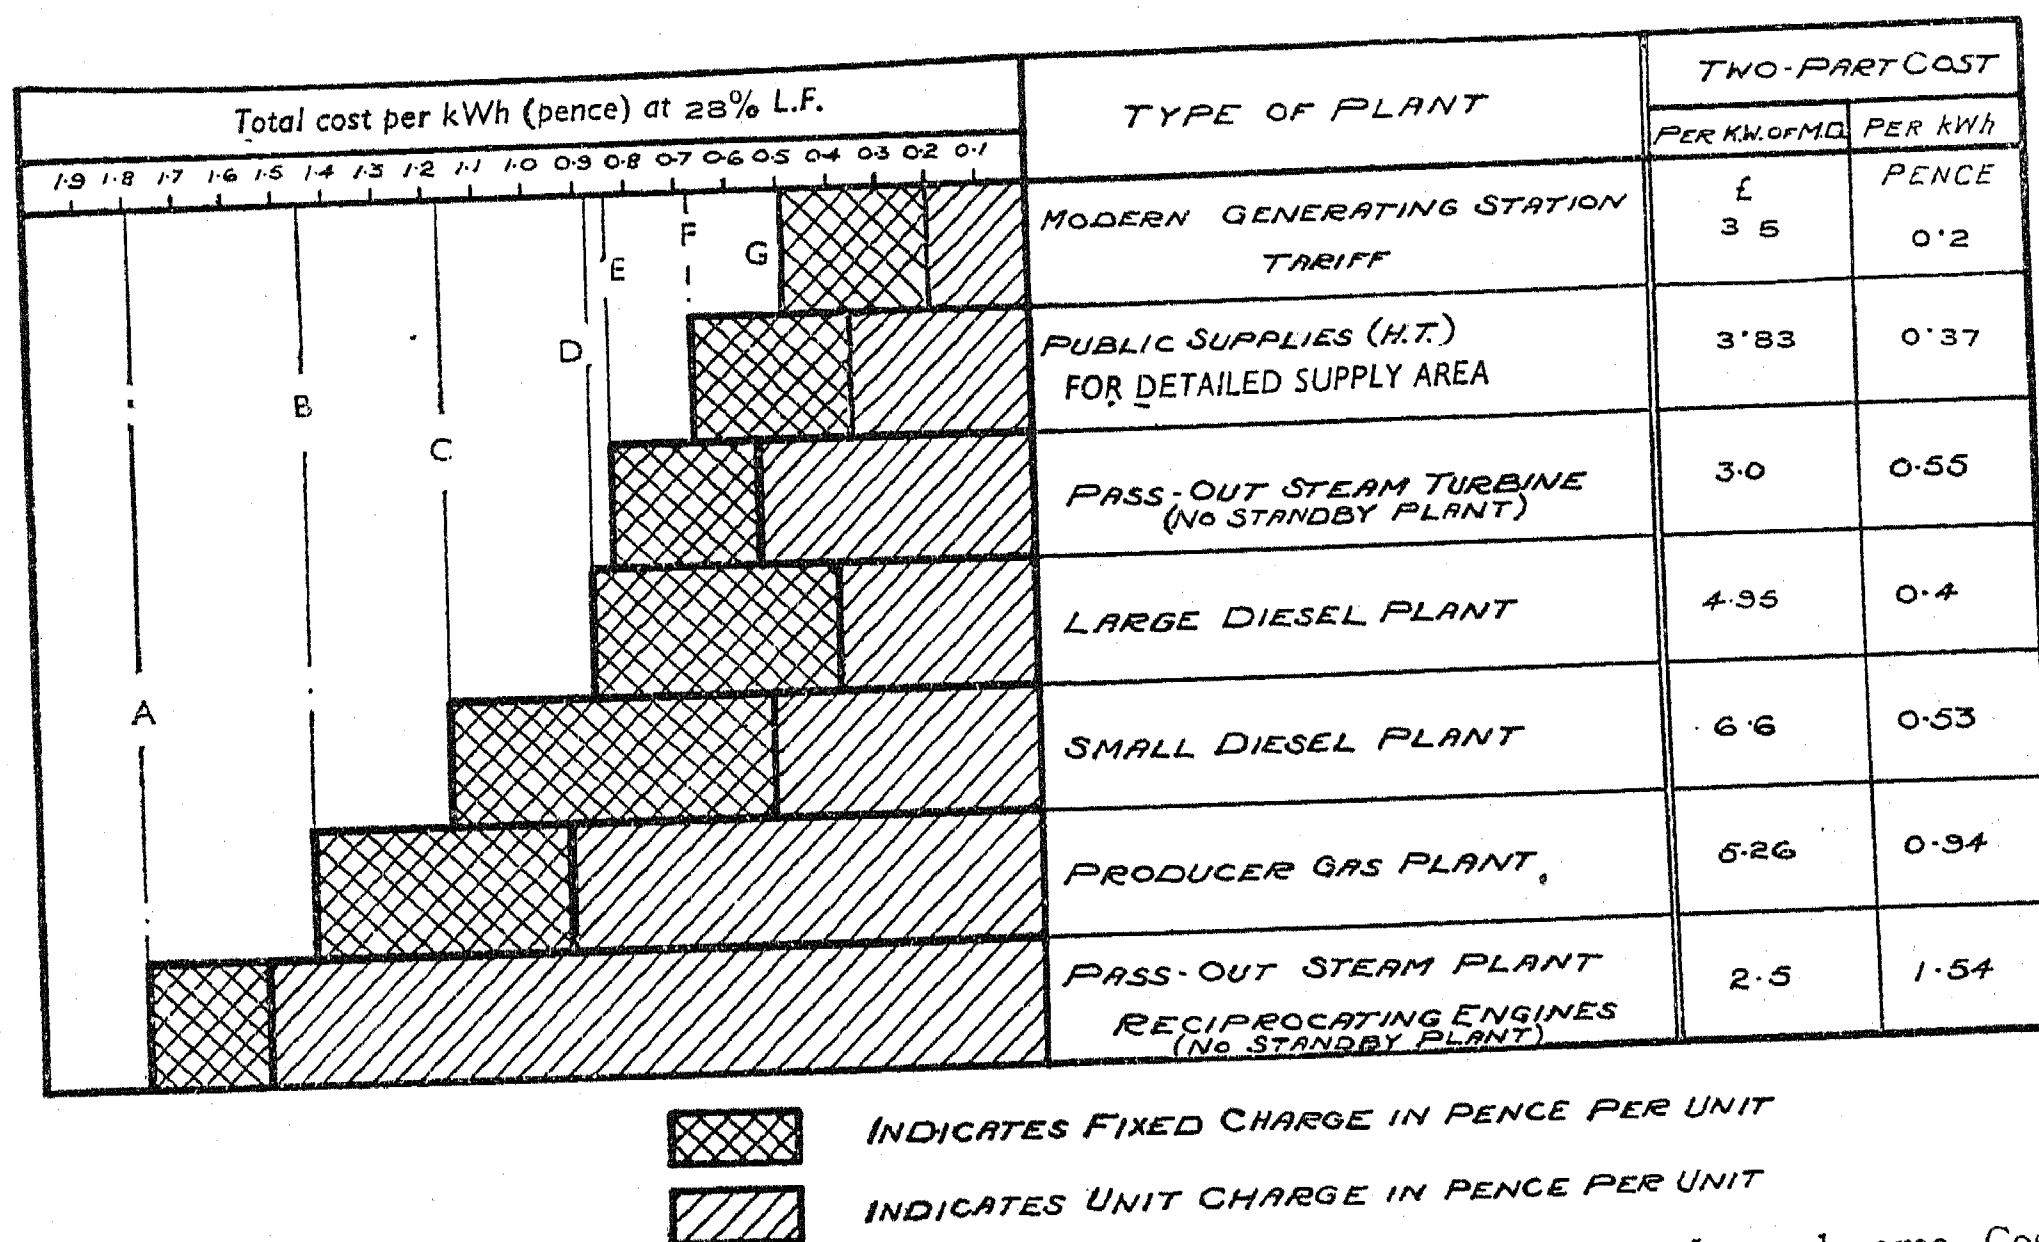 Total cost per kWh (pence) at 28% L.F.
TYPE OF PLANT
TWO-PART COST
PER K.W. OF M.D. PER kWh
1.9 1.8 1.7 1.6 1.5 1.4 1.3 1.2 1.1 1.0 0.9 0.8 0.7 0.6 0.5 0.4 0.3 0.2 0.1
£ PENCE
MODERN GENERATING STATION
TARIFF
3 5 0.2
PUBLIC SUPPLIES (H.T.)
FOR DETAILED SUPPLY AREA
3.83 0.37
PASS-OUT STEAM TURBINE
(NO STANDBY PLANT)
3.0 0.55
LARGE DIESEL PLANT
4.95 0.4
SMALL DIESEL PLANT
6.6 0.53
PRODUCER GAS PLANT.
5.26 0.94
PASS-OUT STEAM PLANT
RECIPROCATING ENGINES
(NO STANDBY PLANT)
2.5 1.54
A
B
C
D
E
F
G
INDICATES FIXED CHARGE IN PENCE PER UNIT
INDICATES UNIT CHARGE IN PENCE PER UNIT